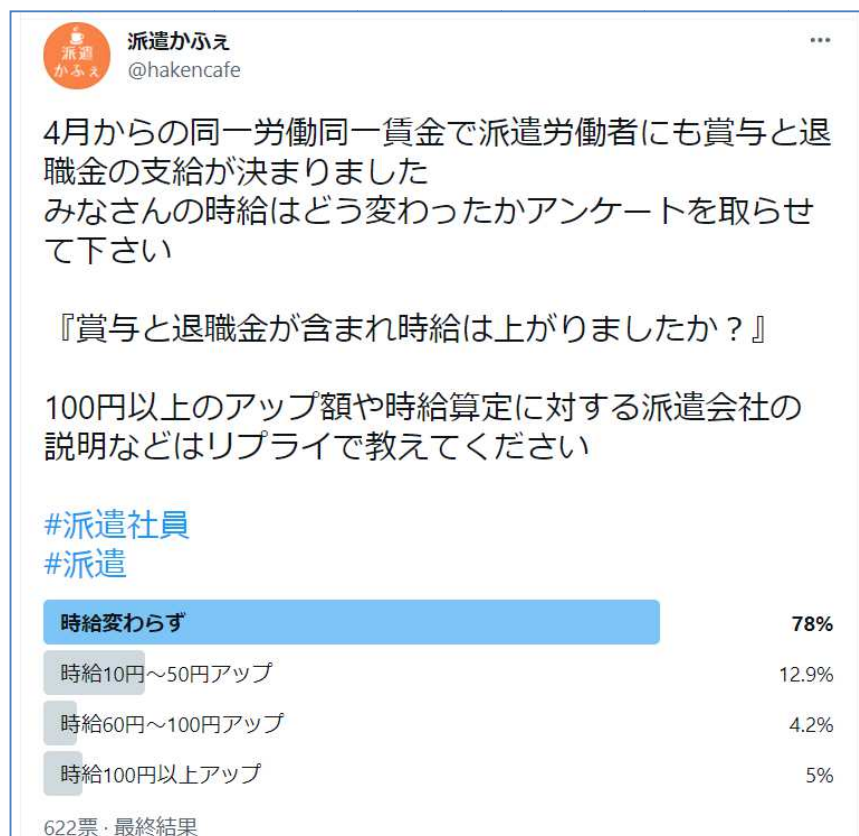 派遣
かふぇ
派遣かふぇ
@hakencafe
4月からの同一労働同一賃金で派遣労働者にも賞与と退
職金の支給が決まりました
みなさんの時給はどう変わったかアンケートを取らせ
て下さい
『賞与と退職金が含まれ時給は上がりましたか？』
100円以上のアップ額や時給算定に対する派遣会社の
説明などはリプライで教えてください
#派遣社員
#派遣
時給変わらず 78%
時給10円～50円アップ 12.9%
時給60円～100円アップ 4.2%
時給100円以上アップ 5%
622票・最終結果